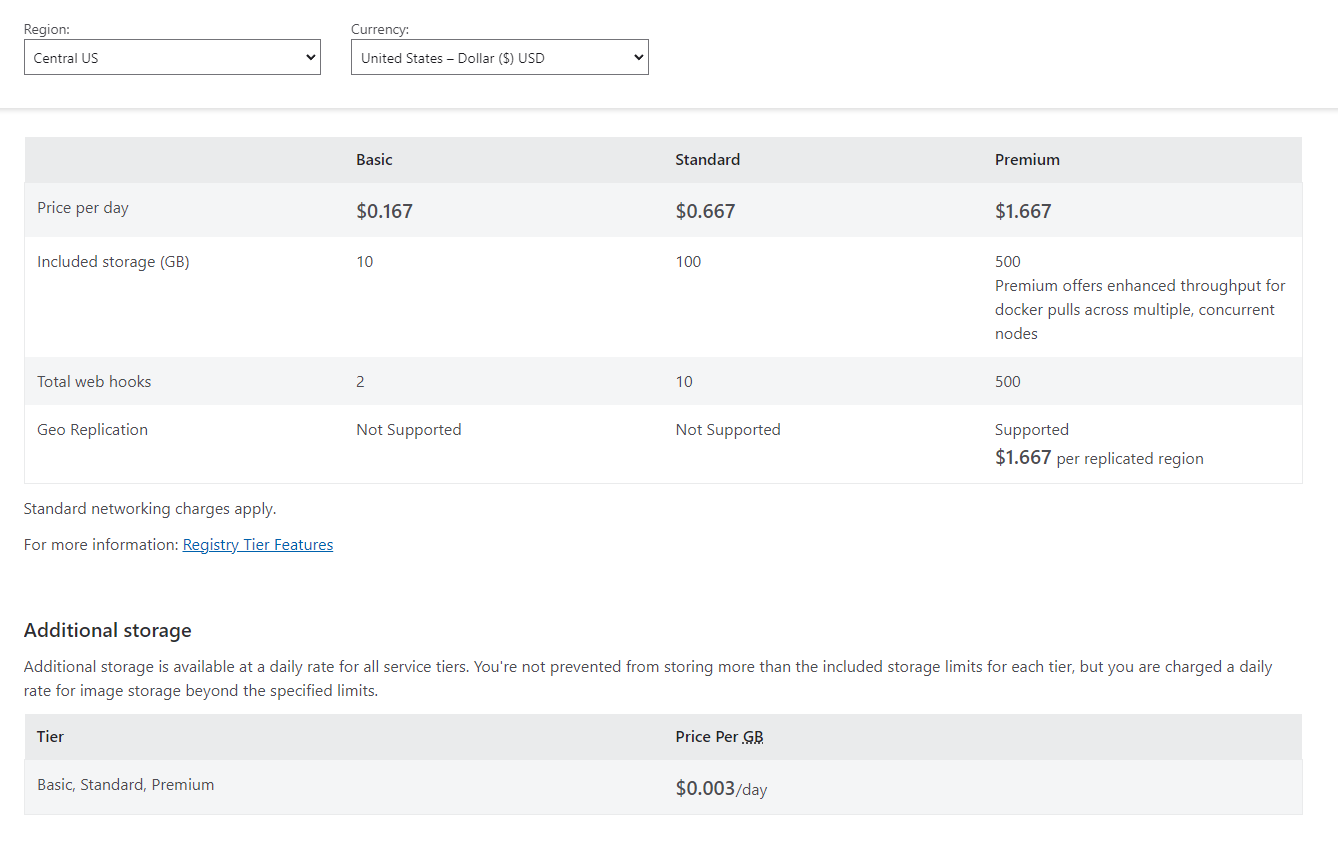 Region:
Currency:
Central US
United States – Dollar ($) USD
Basic
Standard
Premium
Price per day
$0.167
$0.667
$1.667
Included storage (GB)
10
100
500
Premium offers enhanced throughput for
docker pulls across multiple, concurrent
nodes
Total web hooks
2
10
500
Geo Replication
Not Supported
Not Supported
Supported
$1.667 per replicated region
Standard networking charges apply.
For more information: Registry Tier Features
Additional storage
Additional storage is available at a daily rate for all service tiers. You're not prevented from storing more than the included storage limits for each tier, but you are charged a daily
rate for image storage beyond the specified limits.
Tier
Price Per GB
Basic, Standard, Premium
$0.003/day